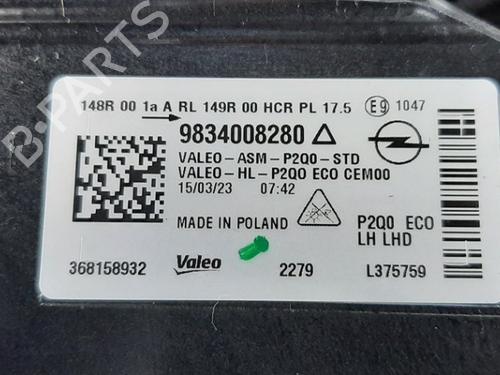 148R 00 1a A RL 149R 00 HCR PL 17.5 E9 1047
9834008280
VALEO-ASM-P2Q0-STD
VALEO-HL-P2QO ECO CEM00
15/03/23 07:42
MADE IN POLAND
P2Q0 ECO
LH LHD
368158932 Valeo 2279 L375759
B-PARTS